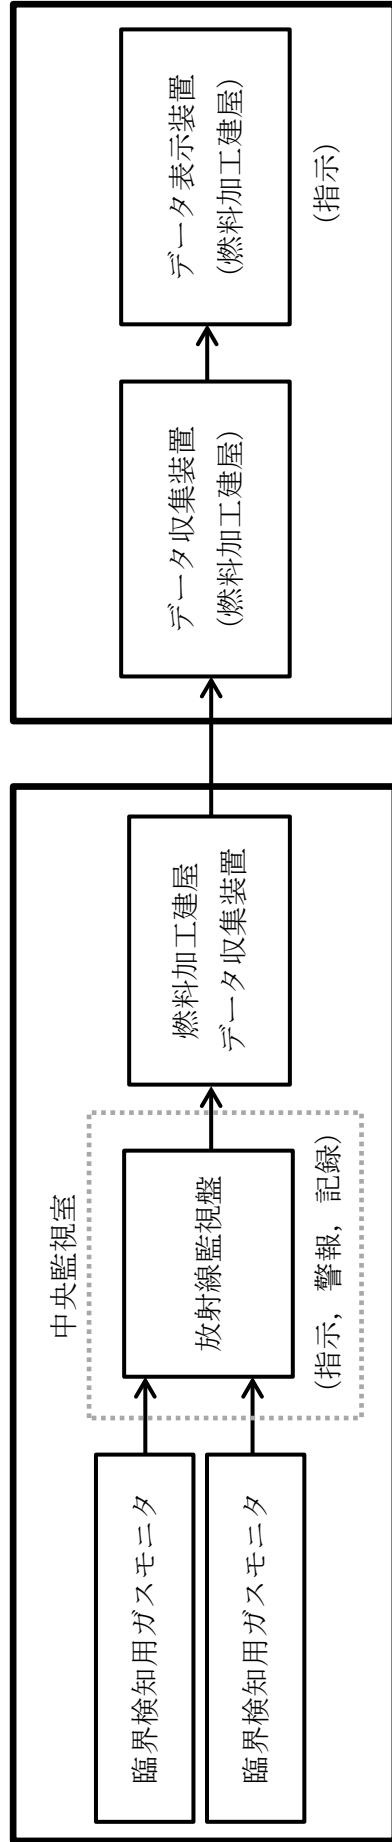 臨界検知用ガスモニタ
臨界検知用ガスモニタ
中央監視室
放射線監視盤
(指示, 警報, 記録)
燃料加工建屋
データ収集装置
データ収集装置
(燃料加工建屋)
データ表示装置
(燃料加工建屋)
(指示)